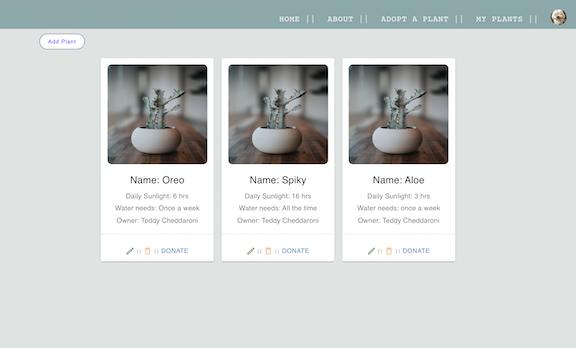 HOME || ABOUT || ADOPT A PLANT || MY PLANTS ||
Add Plant
Name: Oreo
Daily Sunlight: 6 hrs
Water needs: Once a week
Owner: Teddy Cheddaroni
|| || DONATE
Name: Spiky
Daily Sunlight: 16 hrs
Water needs: All the time
Owner: Teddy Cheddaroni
|| || DONATE
Name: Aloe
Daily Sunlight: 3 hrs
Water needs: once a week
Owner: Teddy Cheddaroni
|| || DONATE